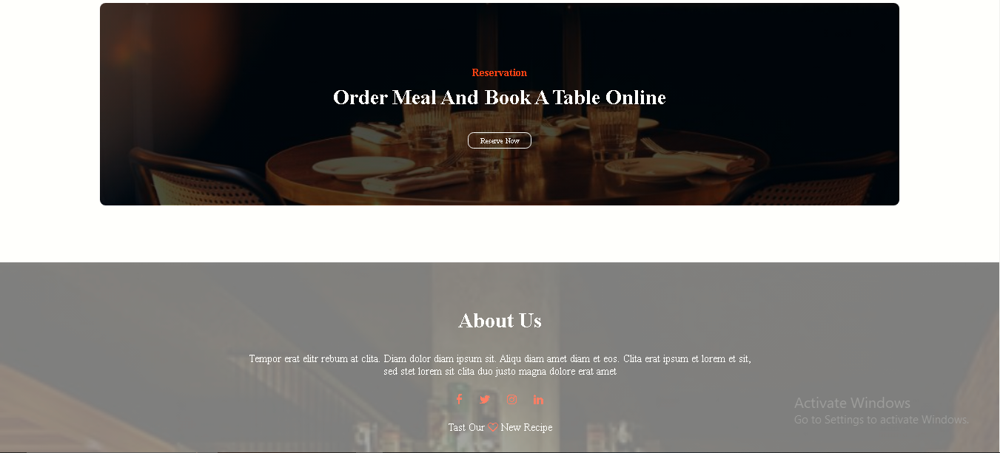 Reservation
Order Meal And Book A Table Online
Reserve Now
About Us
Tempor erat elitr rebum at clita. Diam dolor diam ipsum sit. Aliqu diam amet diam et eos. Clita erat ipsum et lorem et sit,
sed stet lorem sit clita duo justo magna dolore erat amet
Tast Our New Recipe
Activate Windows
Go to Settings to activate Windows.